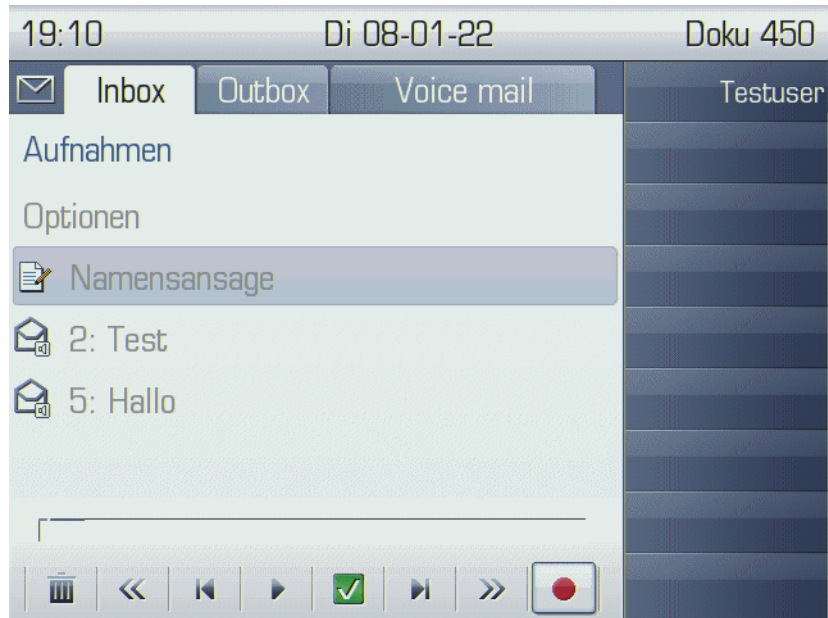 19:10 Di 08-01-22 Doku 450
Inbox Outbox Voice mail Testuser
Aufnahmen
Optionen
Namensansage
2: Test
5: Hallo